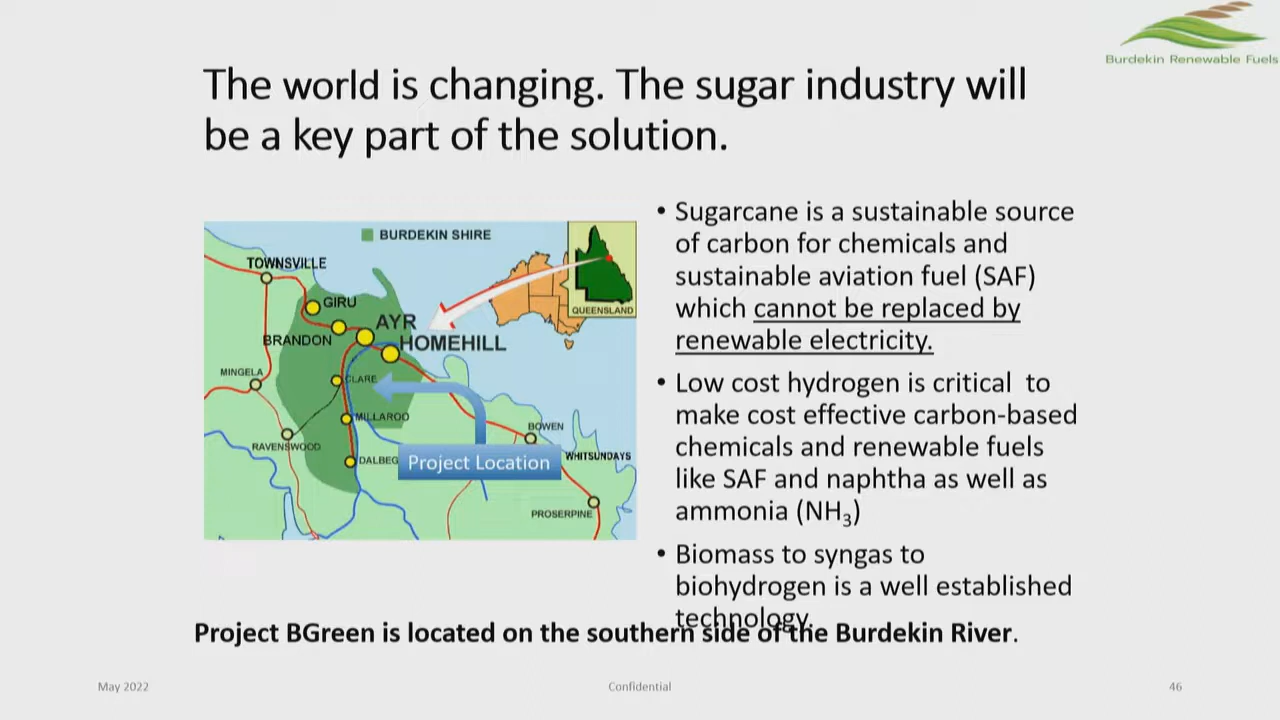 Burdekin Renewable Fuels
The world is changing. The sugar industry will
be a key part of the solution.
BURDEKIN SHIRE
TOWNSVILLE
GIRU
AYR
BRANDON
HOMEHILL
QUEENSLAND
MINGELA
CLARE
MILLAROO
RAVENSWOOD
BOWEN
DALBEG
Project Location
WHITSUNDAYS
PROSERPINE
• Sugarcane is a sustainable source
of carbon for chemicals and
sustainable aviation fuel (SAF)
which cannot be replaced by
renewable electricity.
• Low cost hydrogen is critical to
make cost effective carbon-based
chemicals and renewable fuels
like SAF and naphtha as well as
ammonia (NH₃)
• Biomass to syngas to
biohydrogen is a well established
technology.
Project BGreen is located on the southern side of the Burdekin River.
May 2022
Confidential
46